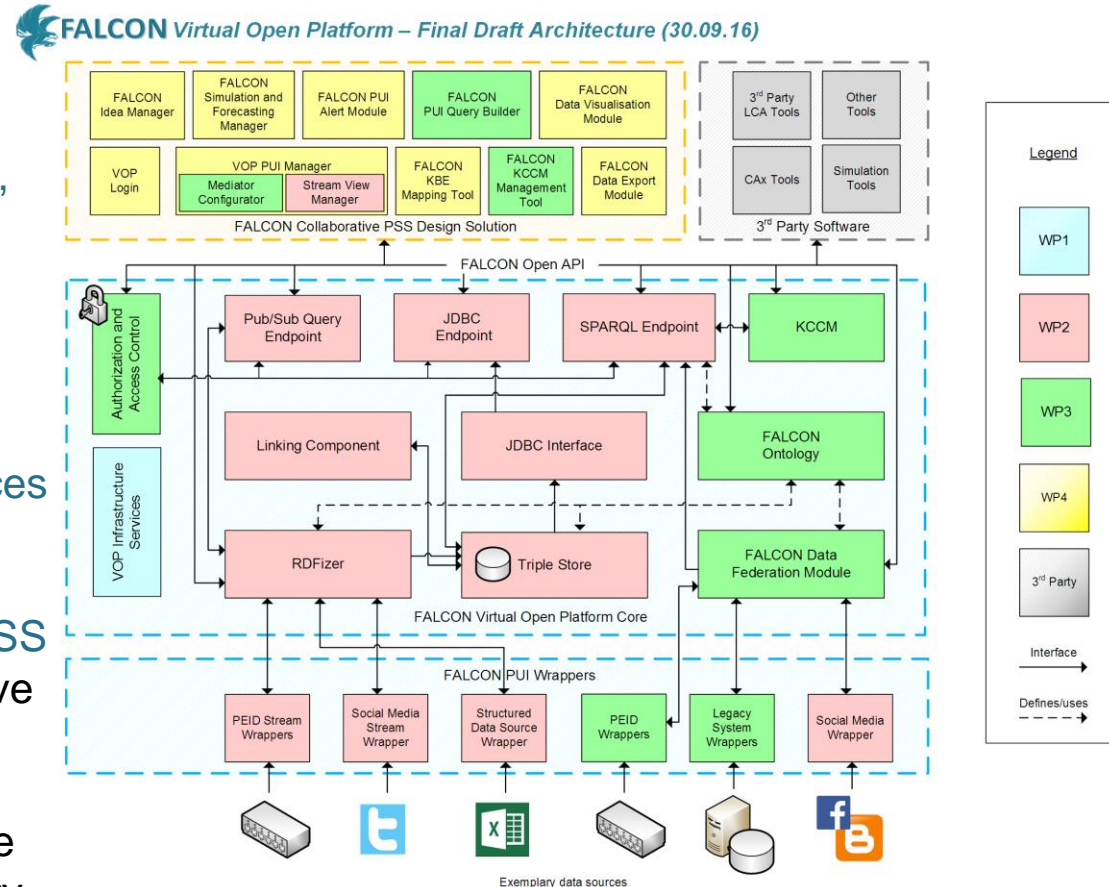 FALCON Virtual Open Platform – Final Draft Architecture (30.09.16)
FALCON
Idea Manager
FALCON
Simulation and
Forecasting
Manager
FALCON PUI
Alert Module
FALCON
PUI Query Builder
FALCON
Data Visualisation
Module
VOP
Login
VOP PUI Manager
Mediator
Configurator
Stream View
Manager
FALCON
KBE
Mapping Tool
FALCON
KCCM
Management
Tool
FALCON
Data Export
Module
FALCON Collaborative PSS Design Solution
3rd Party
LCA Tools
Other
Tools
CAx Tools
Simulation
Tools
3rd Party Software
FALCON Open API
Authorization and
Access Control
Pub/Sub Query
Endpoint
JDBC
Endpoint
SPARQL Endpoint
KCCM
Linking Component
JDBC Interface
FALCON
Ontology
VOP Infrastructure
Services
RDFizer
Triple Store
FALCON Data
Federation Module
FALCON Virtual Open Platform Core
FALCON PUI Wrappers
PEID Stream
Wrappers
Social Media
Stream
Wrapper
Structured
Data Source
Wrapper
PEID
Wrappers
Legacy
System
Wrappers
Social Media
Wrapper
Exemplary data sources
Legend
WP1
WP2
WP3
WP4
3rd Party
Interface
Defines/uses